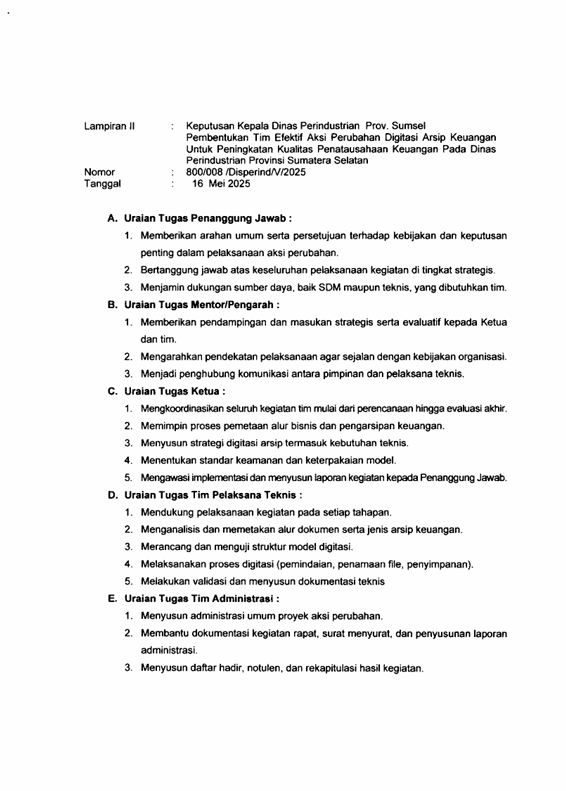 Lampiran II : Keputusan Kepala Dinas Perindustrian Prov. Sumsel
Pembentukan Tim Efektif Aksi Perubahan Digitasi Arsip Keuangan
Untuk Peningkatan Kualitas Penatausahaan Keuangan Pada Dinas
Perindustrian Provinsi Sumatera Selatan
Nomor : 800/008 /Disperind/V/2025
Tanggal : 16 Mei 2025
A. Uraian Tugas Penanggung Jawab :
1. Memberikan arahan umum serta persetujuan terhadap kebijakan dan keputusan
penting dalam pelaksanaan aksi perubahan.
2. Bertanggung jawab atas keseluruhan pelaksanaan kegiatan di tingkat strategis.
3. Menjamin dukungan sumber daya, baik SDM maupun teknis, yang dibutuhkan tim.
B. Uraian Tugas Mentor/Pengarah :
1. Memberikan pendampingan dan masukan strategis serta evaluatif kepada Ketua
dan tim.
2. Mengarahkan pendekatan pelaksanaan agar sejalan dengan kebijakan organisasi.
3. Menjadi penghubung komunikasi antara pimpinan dan pelaksana teknis.
C. Uraian Tugas Ketua :
1. Mengkoordinasikan seluruh kegiatan tim mulai dari perencanaan hingga evaluasi akhir.
2. Memimpin proses pemetaan alur bisnis dan pengarsipan keuangan.
3. Menyusun strategi digitasi arsip termasuk kebutuhan teknis.
4. Menentukan standar keamanan dan keterpakaian model.
5. Mengawasi implementasi dan menyusun laporan kegiatan kepada Penanggung Jawab.
D. Uraian Tugas Tim Pelaksana Teknis :
1. Mendukung pelaksanaan kegiatan pada setiap tahapan.
2. Menganalisis dan memetakan alur dokumen serta jenis arsip keuangan.
3. Merancang dan menguji struktur model digitasi.
4. Melaksanakan proses digitasi (pemindaian, penamaan file, penyimpanan).
5. Melakukan validasi dan menyusun dokumentasi teknis
E. Uraian Tugas Tim Administrasi :
1. Menyusun administrasi umum proyek aksi perubahan.
2. Membantu dokumentasi kegiatan rapat, surat menyurat, dan penyusunan laporan
administrasi.
3. Menyusun daftar hadir, notulen, dan rekapitulasi hasil kegiatan.